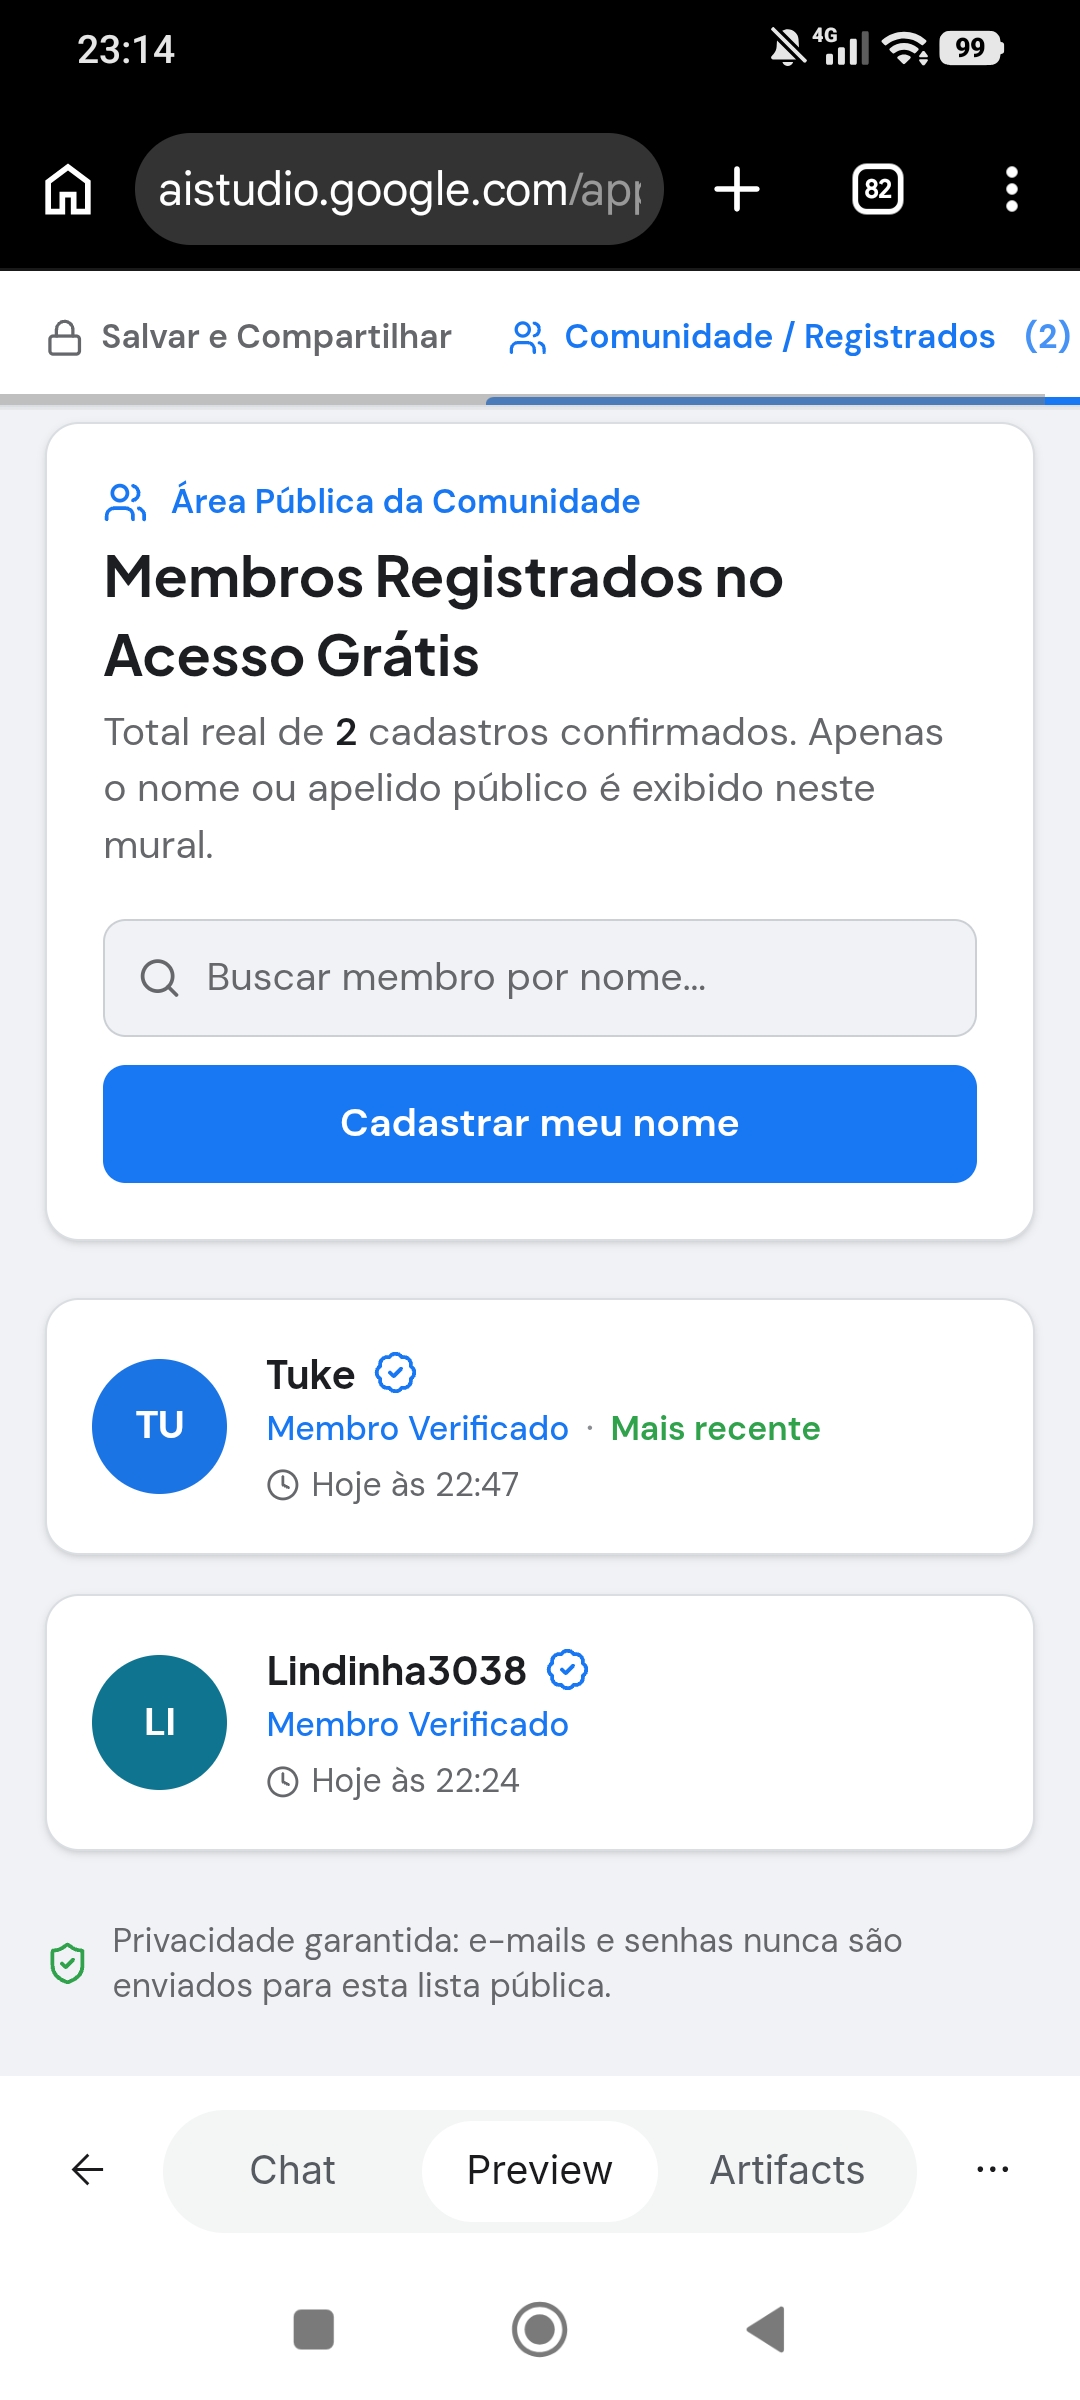 23:14
4G
99
aistudio.google.com/app
82
Salvar e Compartilhar
Comunidade / Registrados (2)
Área Pública da Comunidade
Membros Registrados no
Acesso Grátis
Total real de 2 cadastros confirmados. Apenas
o nome ou apelido público é exibido neste
mural.
Buscar membro por nome...
Cadastrar meu nome
TU
Tuke
Membro Verificado · Mais recente
Hoje às 22:47
LI
Lindinha3038
Membro Verificado
Hoje às 22:24
Privacidade garantida: e-mails e senhas nunca são
enviados para esta lista pública.
Chat
Preview
Artifacts